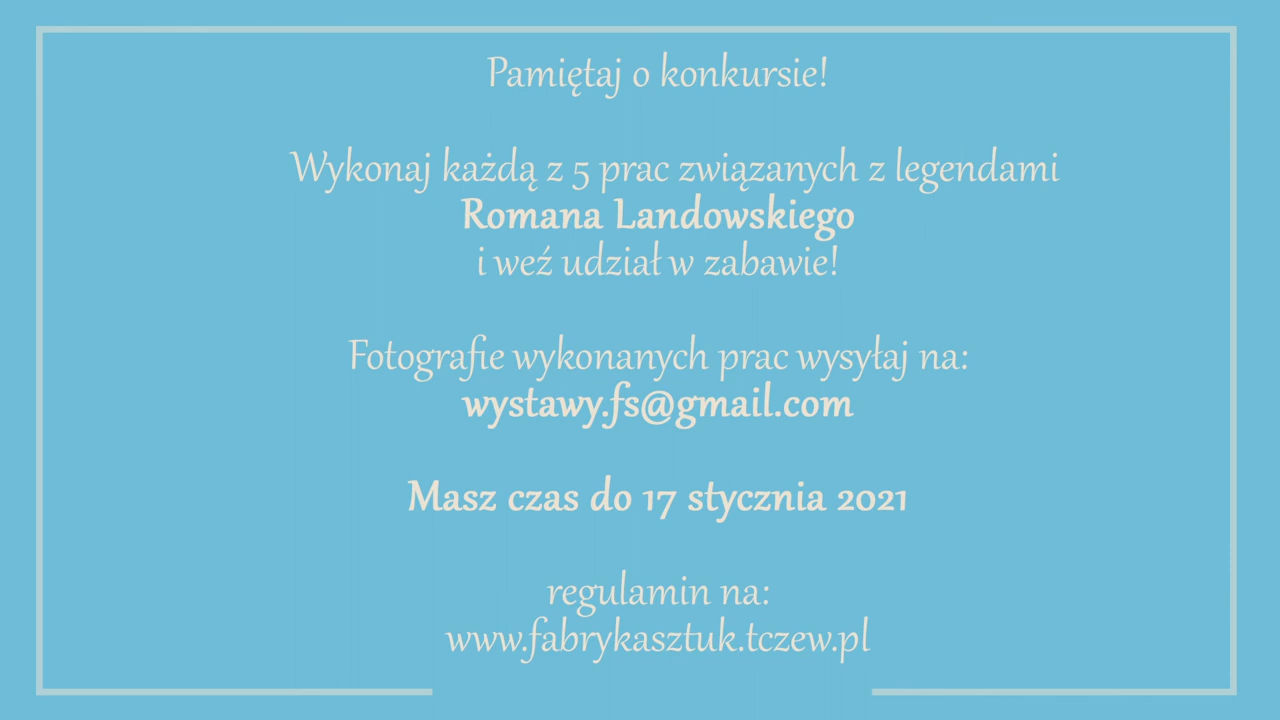 Pamiętaj o konkursie!
Wykonaj każdą z 5 prac związanych z legendami
Romana Landowskiego
i weź udział w zabawie!
Fotografie wykonanych prac wysyłaj na:
wystawy.fs@gmail.com
Masz czas do 17 stycznia 2021
regulamin na:
www.fabrykasztuk.tczew.pl